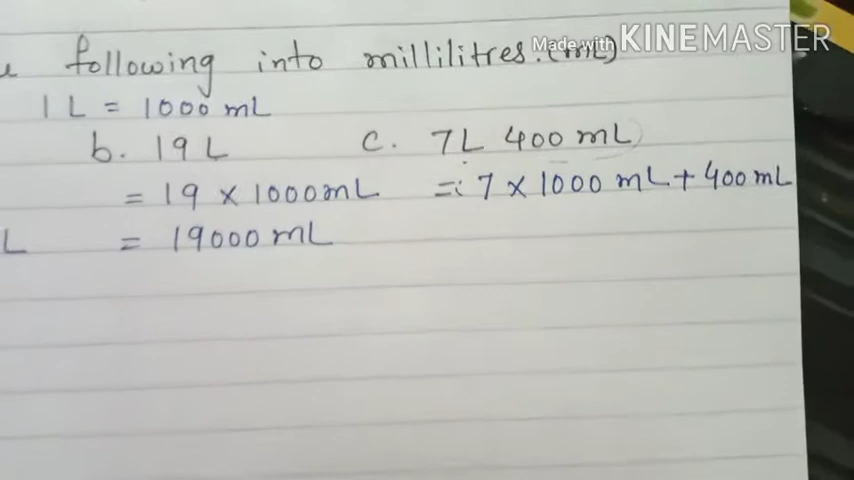 following into millilitres. (mL)
Made with KINEMASTER
1 L = 1000 mL
b. 19 L c. 7L 400 mL
= 19 × 1000 mL = 7 × 1000 mL + 400 mL
L = 19000 mL